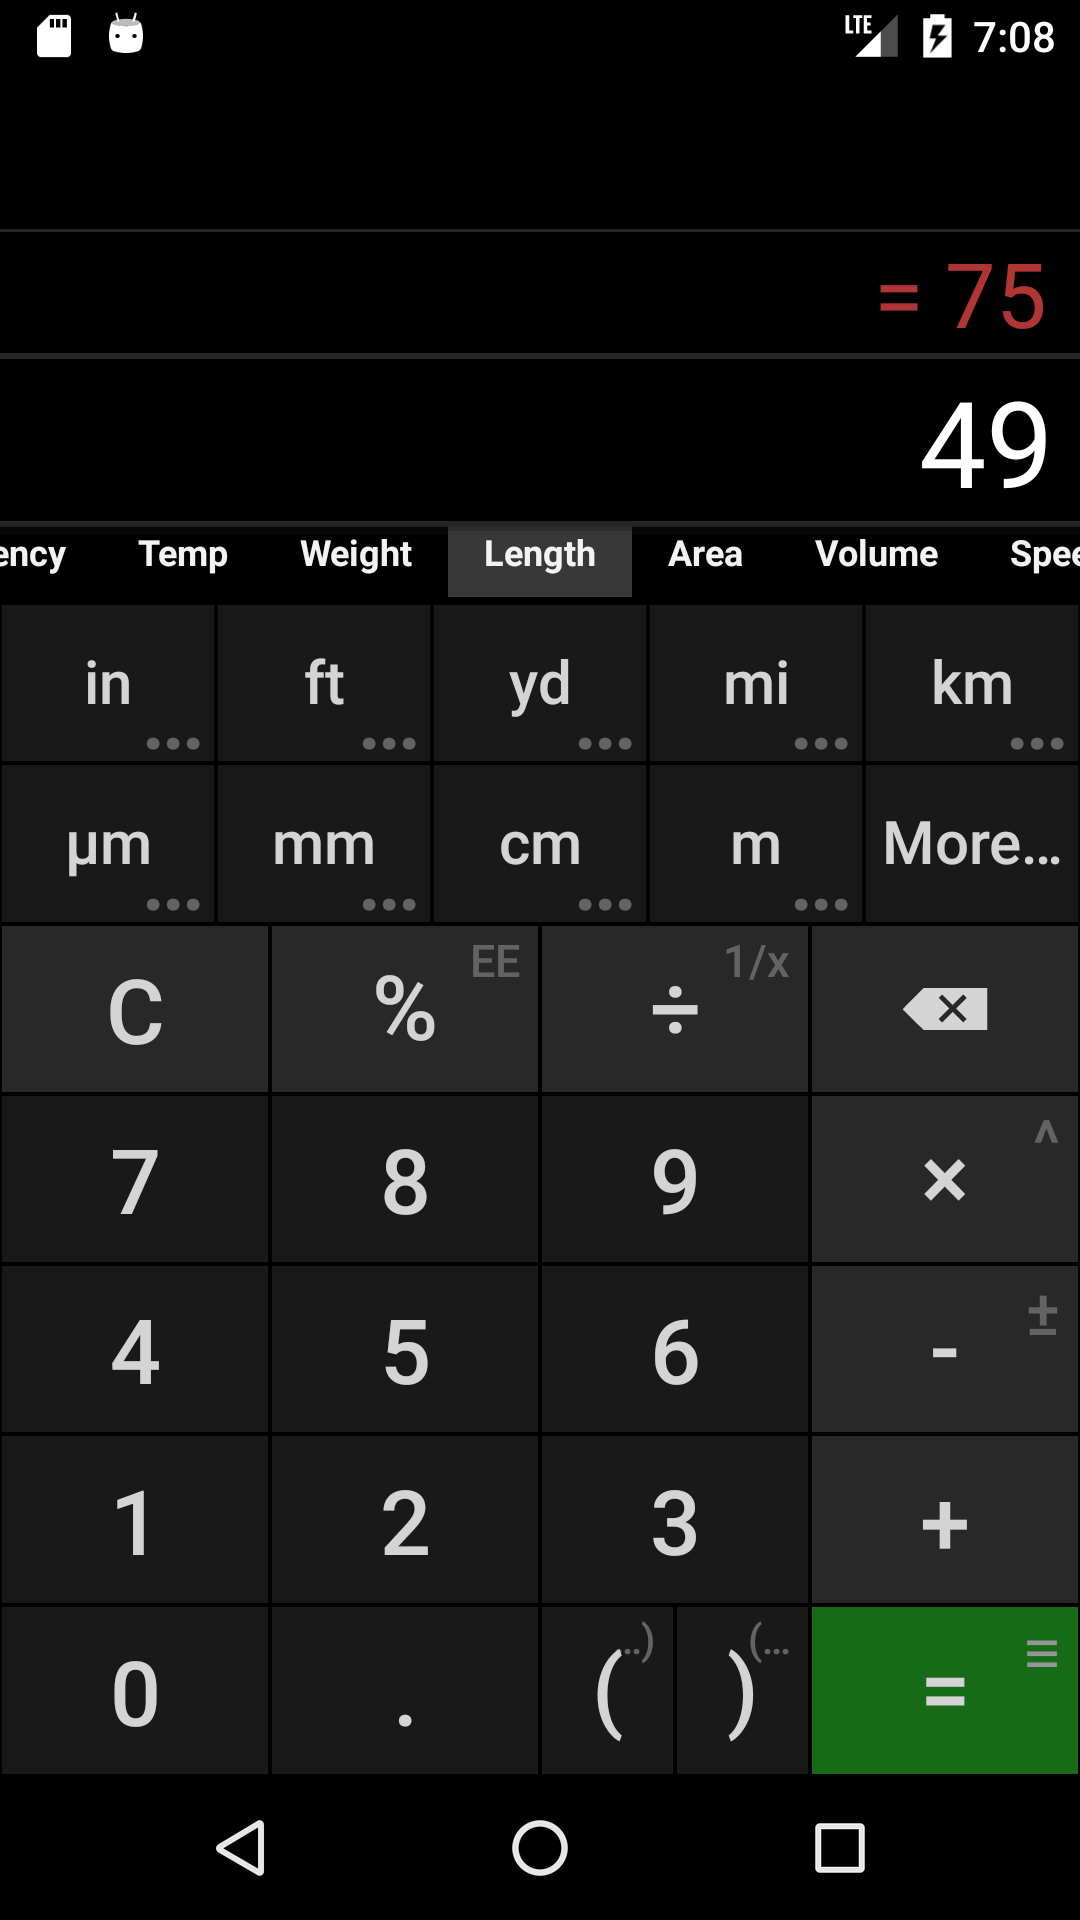 LTE 7:08
= 75
49
ency Temp Weight Length Area Volume Spee
in ft yd mi km
µm mm cm m More...
C % EE ÷ 1/x
7 8 9 × ^
4 5 6 - ±
1 2 3 +
0 . ( ..) ) (... =